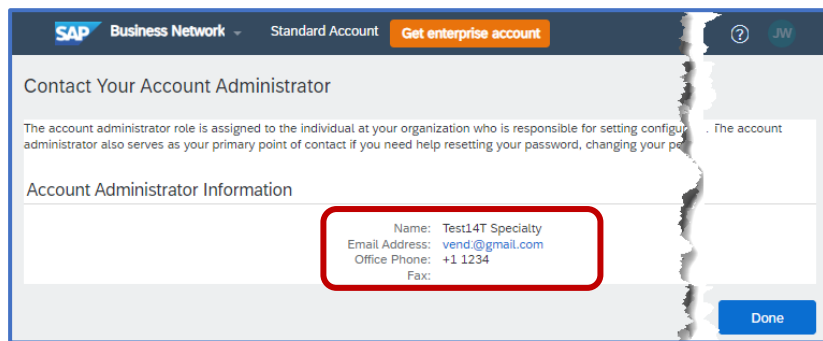 SAP Business Network Standard Account Get enterprise account ? JW
Contact Your Account Administrator
The account administrator role is assigned to the individual at your organization who is responsible for setting The account
administrator also serves as your primary point of contact if you need help resetting your password, changing your
Account Administrator Information
Name: Test14T Specialty
Email Address: vend:@gmail.com
Office Phone: +1 1234
Fax:
Done